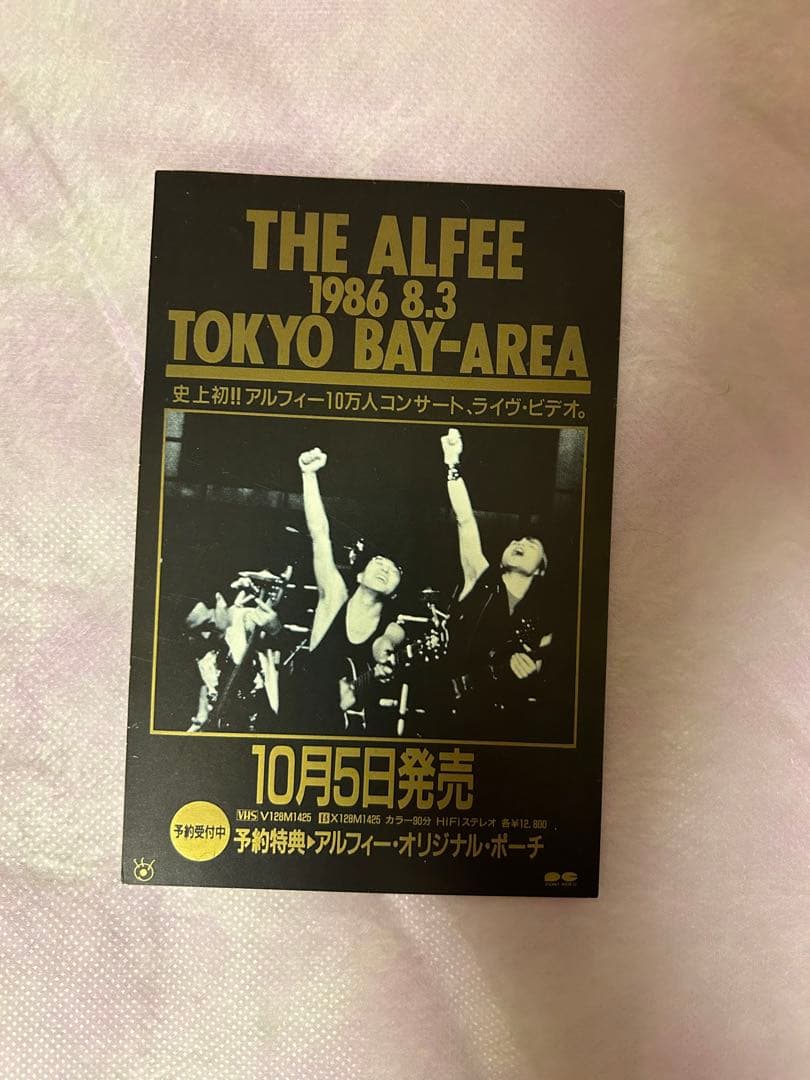 THE ALFEE
1986 8.3
TOKYO BAY-AREA
史上初!!アルフィー10万人コンサート、ライヴ・ビデオ。
10月5日発売
予約受付中
VHS V128M1425 X128M1425 カラー90分 HiFiステレオ 各¥12,800
予約特典▶アルフィー・オリジナル・ポーチ